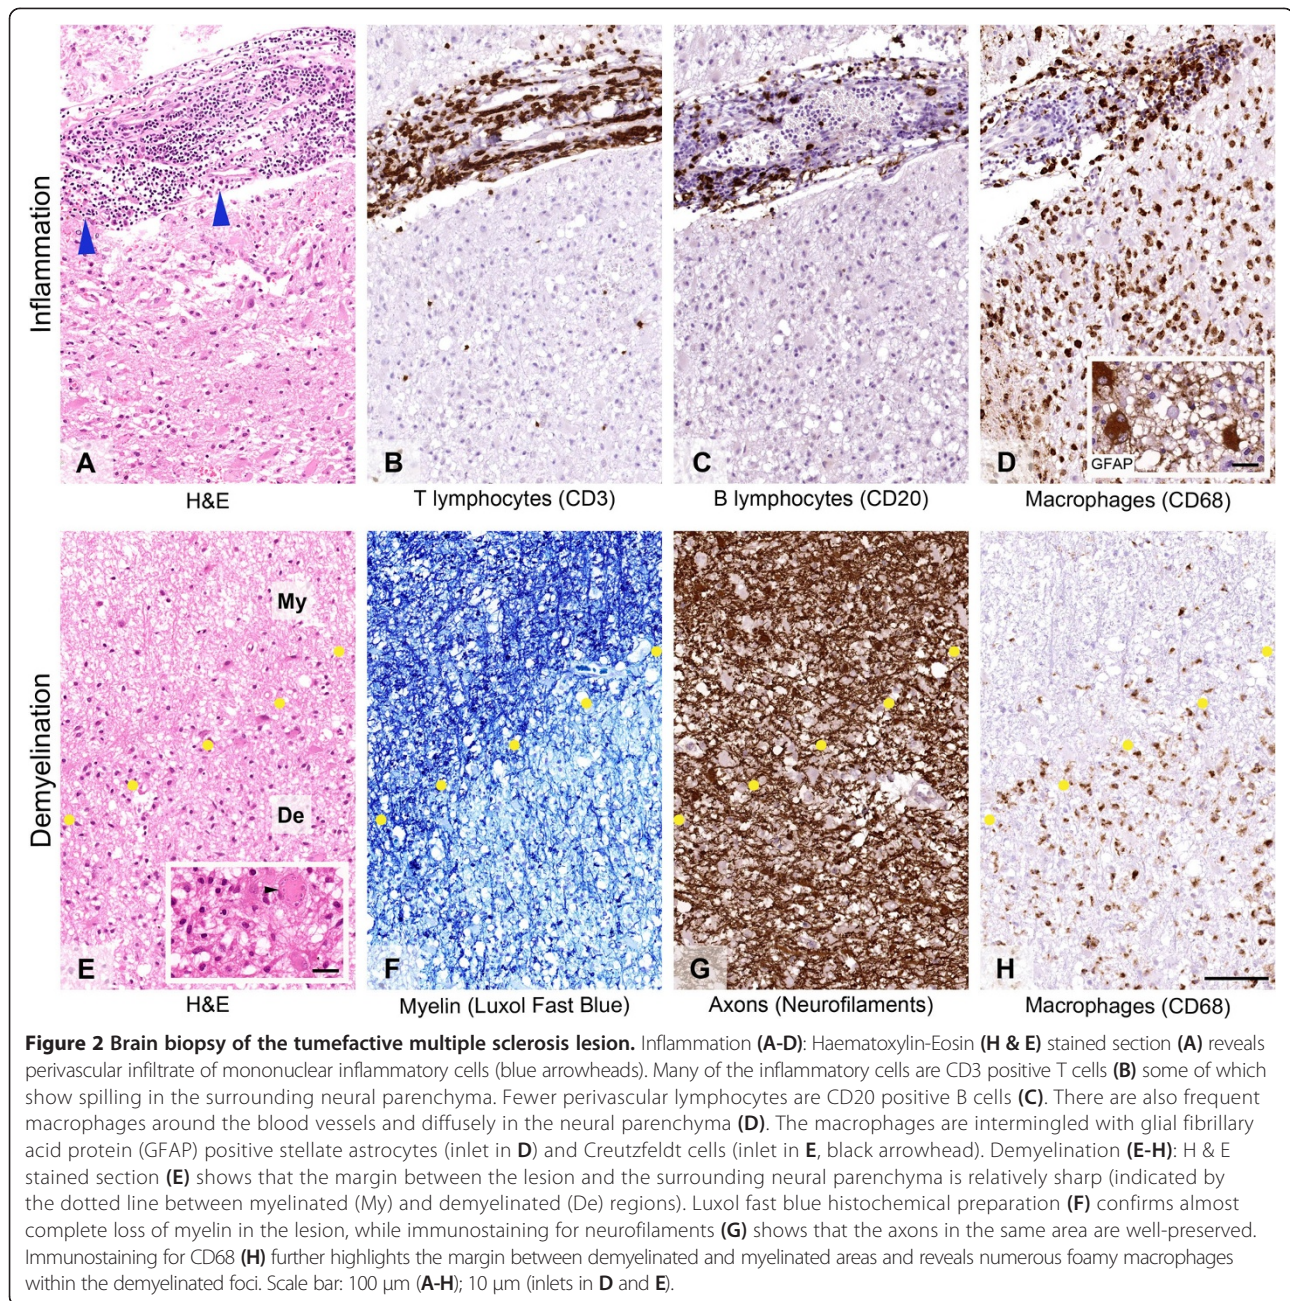 Inflammation
A
B
C
D
GFAP
H&E
T lymphocytes (CD3)
B lymphocytes (CD20)
Macrophages (CD68)
Demyelination
My
De
E
F
G
H
H&E
Myelin (Luxol Fast Blue)
Axons (Neurofilaments)
Macrophages (CD68)
Figure 2 Brain biopsy of the tumefactive multiple sclerosis lesion. Inflammation (A-D): Haematoxylin-Eosin (H & E) stained section (A) reveals
perivascular infiltrate of mononuclear inflammatory cells (blue arrowheads). Many of the inflammatory cells are CD3 positive T cells (B) some of which
show spilling in the surrounding neural parenchyma. Fewer perivascular lymphocytes are CD20 positive B cells (C). There are also frequent
macrophages around the blood vessels and diffusely in the neural parenchyma (D). The macrophages are intermingled with glial fibrillary
acid protein (GFAP) positive stellate astrocytes (inlet in D) and Creutzfeldt cells (inlet in E, black arrowhead). Demyelination (E-H): H & E
stained section (E) shows that the margin between the lesion and the surrounding neural parenchyma is relatively sharp (indicated by
the dotted line between myelinated (My) and demyelinated (De) regions). Luxol fast blue histochemical preparation (F) confirms almost
complete loss of myelin in the lesion, while immunostaining for neurofilaments (G) shows that the axons in the same area are well-preserved.
Immunostaining for CD68 (H) further highlights the margin between demyelinated and myelinated areas and reveals numerous foamy macrophages
within the demyelinated foci. Scale bar: 100 μm (A-H); 10 μm (inlets in D and E).